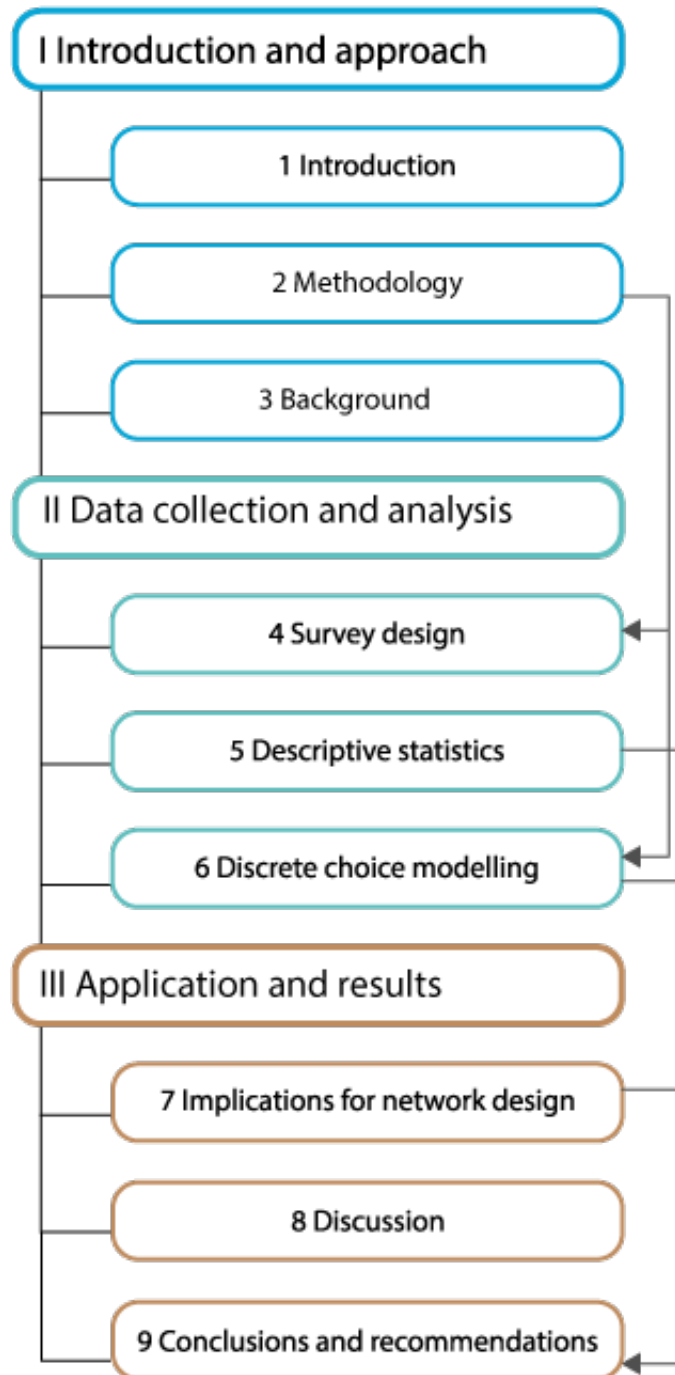 I Introduction and approach
1 Introduction
2 Methodology
3 Background
II Data collection and analysis
4 Survey design
5 Descriptive statistics
6 Discrete choice modelling
III Application and results
7 Implications for network design
8 Discussion
9 Conclusions and recommendations